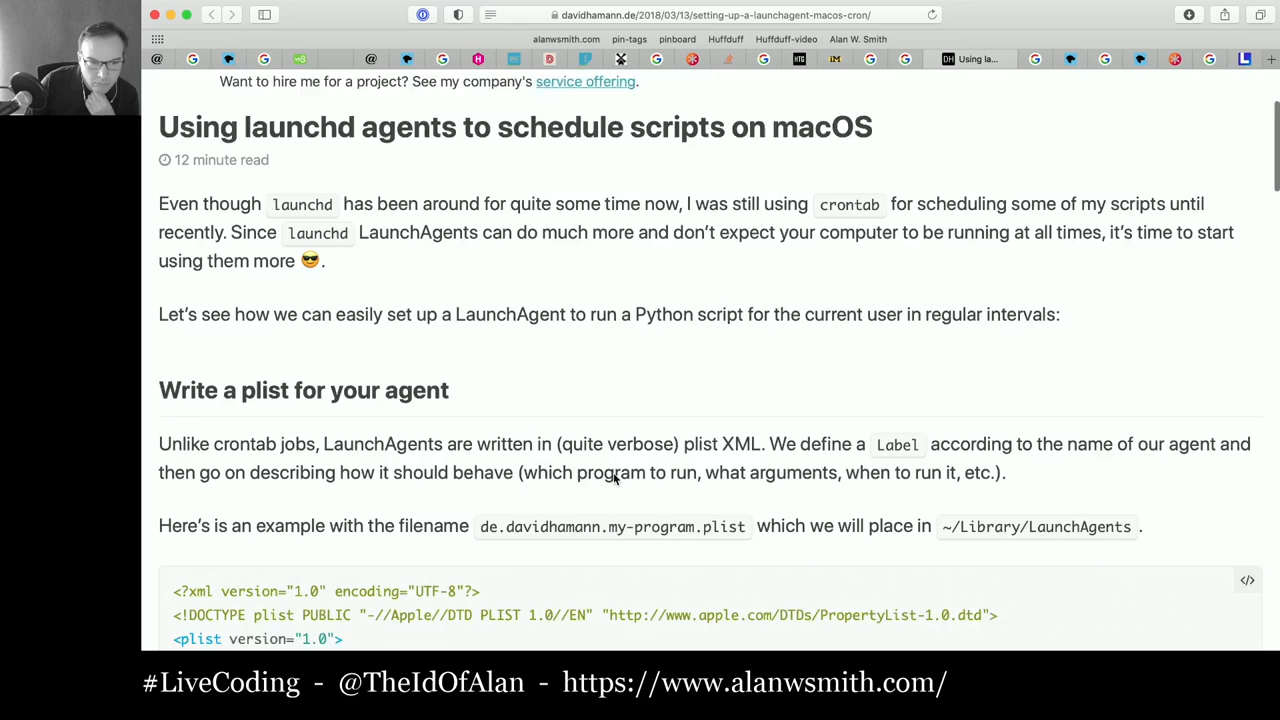 davidhamann.de/2018/03/13/setting-up-a-launchagent-macos-cron/
alanwsmith.com pin-tags pinboard Huffduff Huffduff-video Alan W. Smith
DH Using la...
Want to hire me for a project? See my company's service offering.
Using launchd agents to schedule scripts on macOS
12 minute read
Even though launchd has been around for quite some time now, I was still using crontab for scheduling some of my scripts until
recently. Since launchd LaunchAgents can do much more and don't expect your computer to be running at all times, it's time to start
using them more 😎.
Let's see how we can easily set up a LaunchAgent to run a Python script for the current user in regular intervals:
Write a plist for your agent
Unlike crontab jobs, LaunchAgents are written in (quite verbose) plist XML. We define a Label according to the name of our agent and
then go on describing how it should behave (which program to run, what arguments, when to run it, etc.).
Here's is an example with the filename de.davidhamann.my-program.plist which we will place in ~/Library/LaunchAgents .
</>
<?xml version="1.0" encoding="UTF-8"?>
<!DOCTYPE plist PUBLIC "-//Apple//DTD PLIST 1.0//EN" "http://www.apple.com/DTDs/PropertyList-1.0.dtd">
<plist version="1.0">
#LiveCoding - @TheIdOfAlan - https://www.alanwsmith.com/